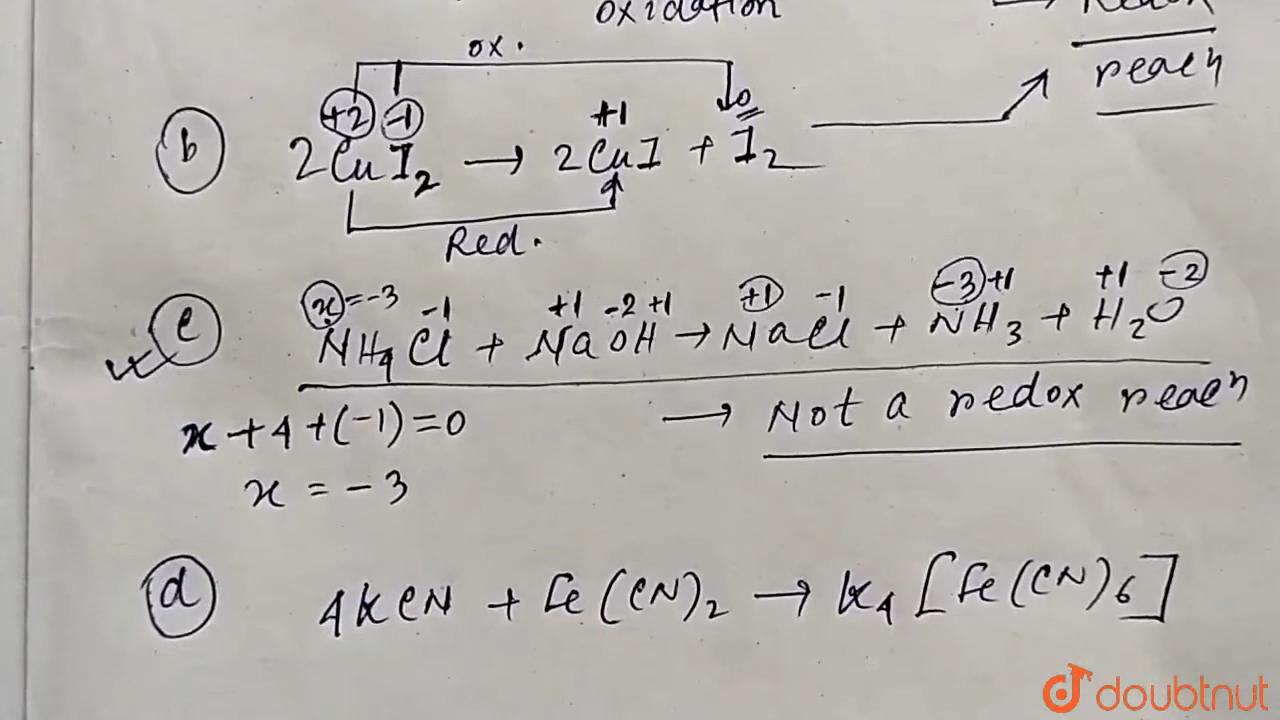 oxidation → Redox
reacn
ox.
+2 -1 +1 0
(b) 2CuI₂ → 2CuI + I₂
Red.
x=-3 -1 +1 -2 +1 +1 -1 -3 +1 +1 -2
(c) NH₄Cl + NaOH → NaCl + NH₃ + H₂O
x+4+(-1)=0 → Not a redox reacn
x = -3
(d) 4KCN + Fe(CN)₂ → K₄[Fe(CN)₆]
doubtnut